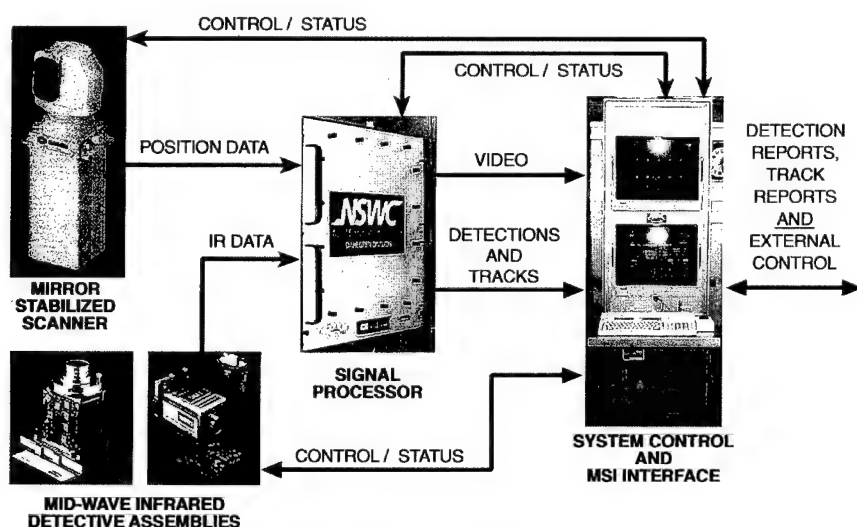 CONTROL / STATUS
CONTROL / STATUS
POSITION DATA
VIDEO
DETECTION
REPORTS,
TRACK
REPORTS
AND
EXTERNAL
CONTROL
NSWC
IR DATA
DETECTIONS
AND
TRACKS
MIRROR
STABILIZED
SCANNER
SIGNAL
PROCESSOR
CONTROL / STATUS
SYSTEM CONTROL
AND
MSI INTERFACE
MID-WAVE INFRARED
DETECTIVE ASSEMBLIES